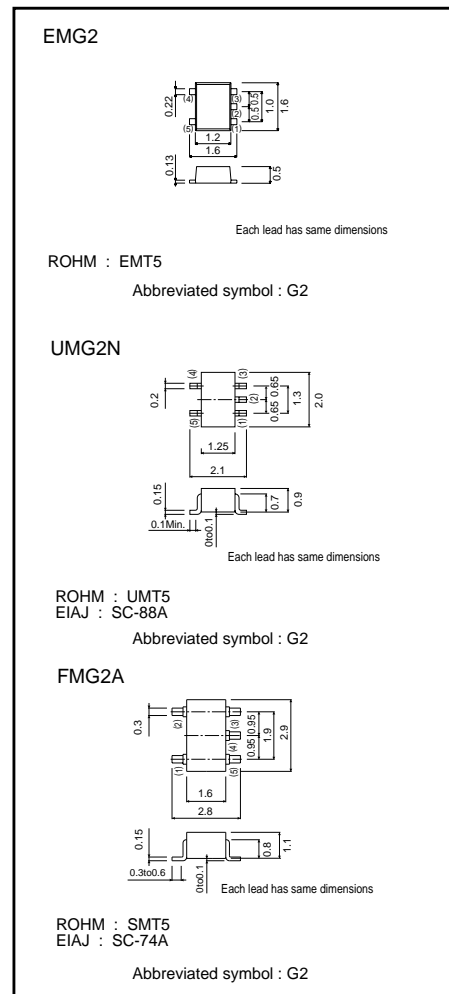 EMG2
0.22
(4)
(3)
(2)
(5)
(1)
0.5
0.5
1.0
1.6
1.2
1.6
0.13
0.5
Each lead has same dimensions
ROHM : EMT5
Abbreviated symbol : G2
UMG2N
(4)
(3)
0.2
(2)
0.65
0.65
1.3
2.0
(5)
(1)
1.25
2.1
0.15
0.1Min.
0to0.1
0.7
0.9
Each lead has same dimensions
ROHM : UMT5
EIAJ : SC-88A
Abbreviated symbol : G2
FMG2A
0.3
(2)
(3)
(4)
0.95
0.95
1.9
2.9
(1)
(5)
1.6
2.8
0.15
0.3to0.6
0to0.1
0.8
1.1
Each lead has same dimensions
ROHM : SMT5
EIAJ : SC-74A
Abbreviated symbol : G2